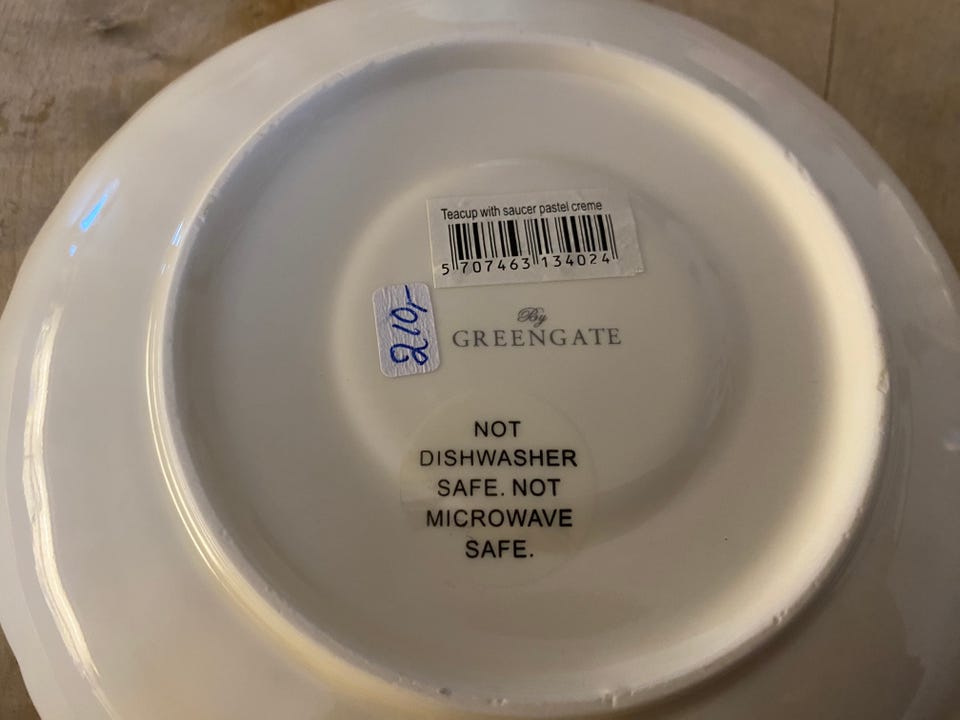 Teacup with saucer pastel creme
5 707463 134024
210,-
By
GREENGATE
NOT
DISHWASHER
SAFE. NOT
MICROWAVE
SAFE.